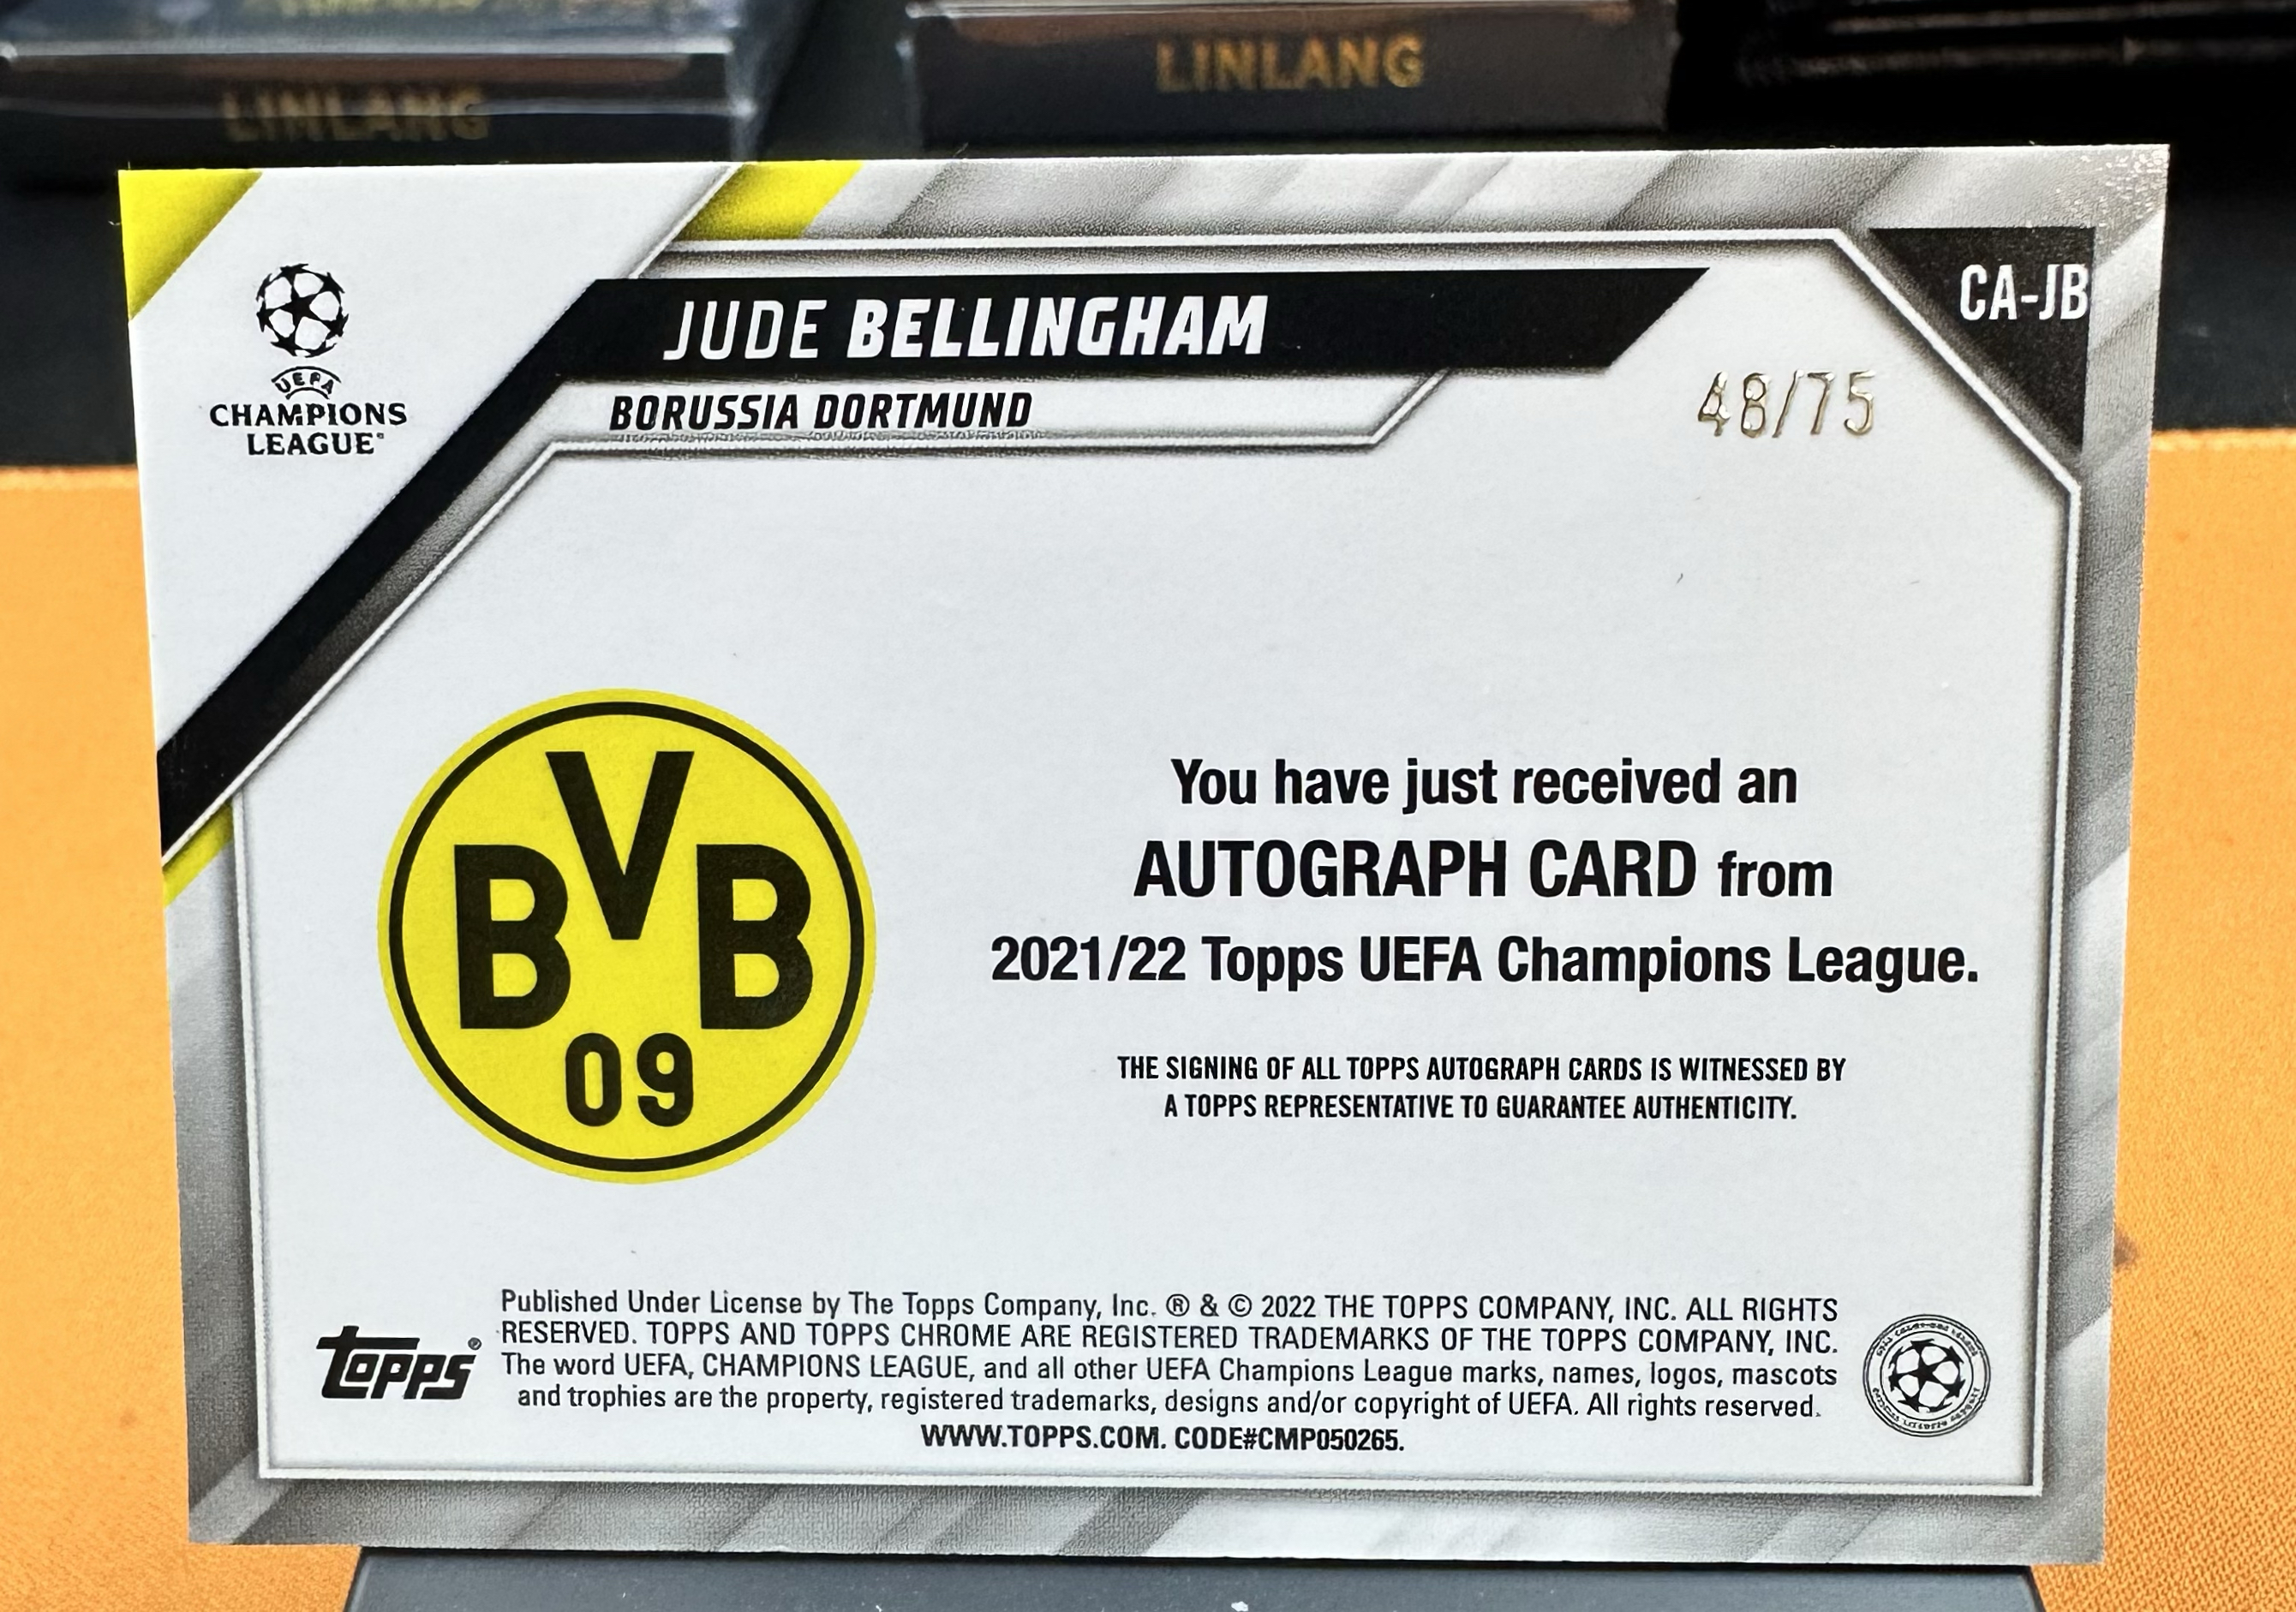 LINLANG
LINLANG
CA-JB
JUDE BELLINGHAM
48/75
BORUSSIA DORTMUND
UEFA
CHAMPIONS
LEAGUE®
BVB
09
You have just received an
AUTOGRAPH CARD from
2021/22 Topps UEFA Champions League.
THE SIGNING OF ALL TOPPS AUTOGRAPH CARDS IS WITNESSED BY
A TOPPS REPRESENTATIVE TO GUARANTEE AUTHENTICITY.
topps®
Published Under License by The Topps Company, Inc. ® & © 2022 THE TOPPS COMPANY, INC. ALL RIGHTS
RESERVED. TOPPS AND TOPPS CHROME ARE REGISTERED TRADEMARKS OF THE TOPPS COMPANY, INC.
The word UEFA, CHAMPIONS LEAGUE, and all other UEFA Champions League marks, names, logos, mascots
and trophies are the property, registered trademarks, designs and/or copyright of UEFA. All rights reserved.
WWW.TOPPS.COM. CODE#CMP050265.